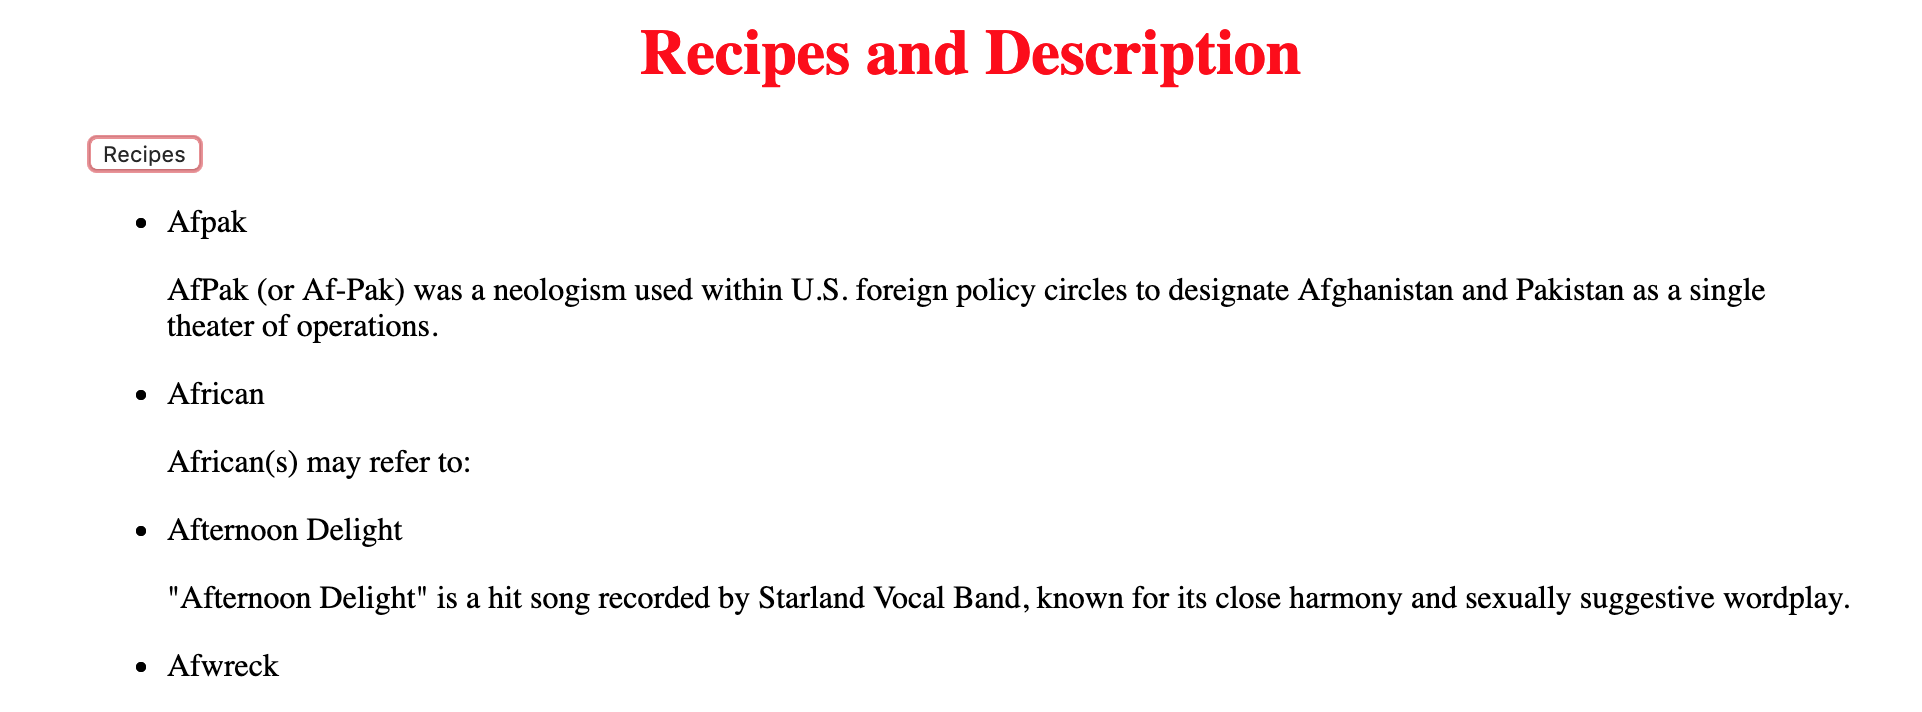 Recipes and Description
Recipes
Afpak
AfPak (or Af-Pak) was a neologism used within U.S. foreign policy circles to designate Afghanistan and Pakistan as a single
theater of operations.
African
African(s) may refer to:
Afternoon Delight
"Afternoon Delight" is a hit song recorded by Starland Vocal Band, known for its close harmony and sexually suggestive wordplay.
Afwreck